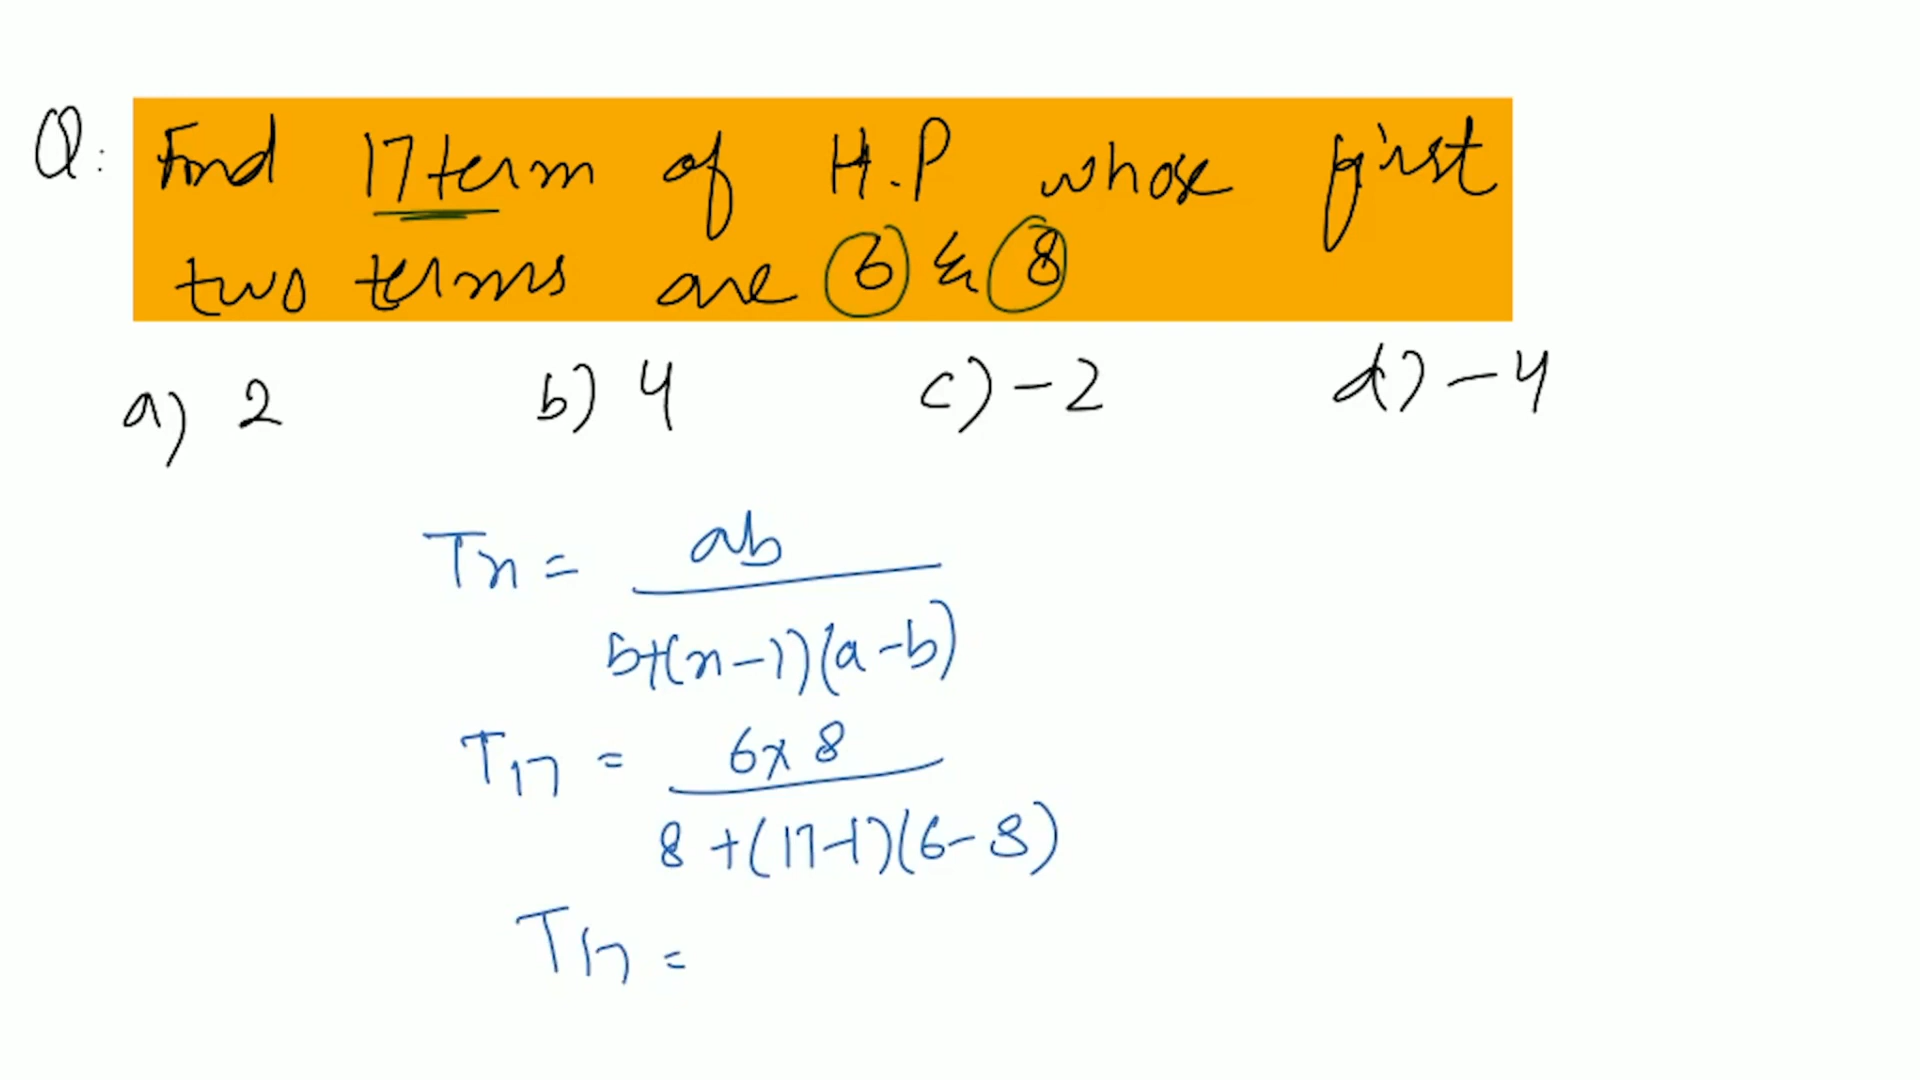 Q: Find 17 term of H.P whose first
two terms are 6 & 8
a) 2 b) 4 c) -2 d) -4
Tn = ab
b+(n-1)(a-b)
T17 = 6x8
8+(17-1)(6-8)
T17 =